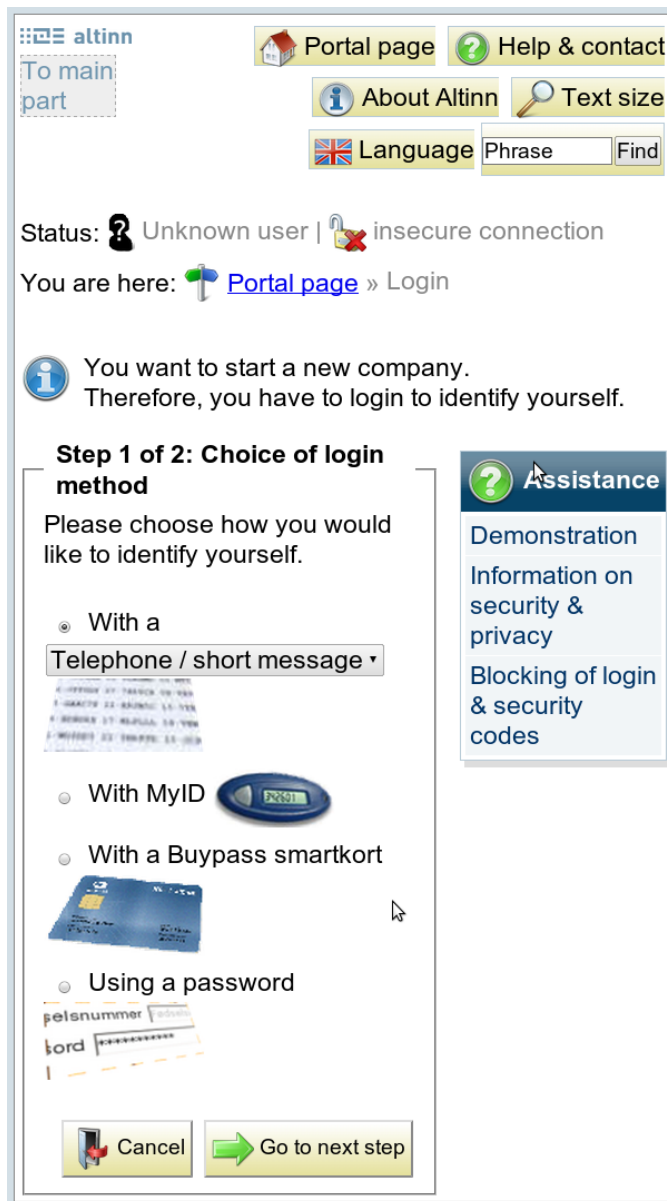 altinn
To main
part
Portal page
Help & contact
About Altinn
Text size
Language
Phrase
Find
Status: Unknown user | insecure connection
You are here: Portal page » Login
You want to start a new company.
Therefore, you have to login to identify yourself.
Step 1 of 2: Choice of login
method
Please choose how you would
like to identify yourself.
With a
Telephone / short message
With MyID
342601
With a Buypass smartkort
Using a password
selsnummer Fødsels
sord ***********
Cancel
Go to next step
Assistance
Demonstration
Information on
security &
privacy
Blocking of login
& security
codes